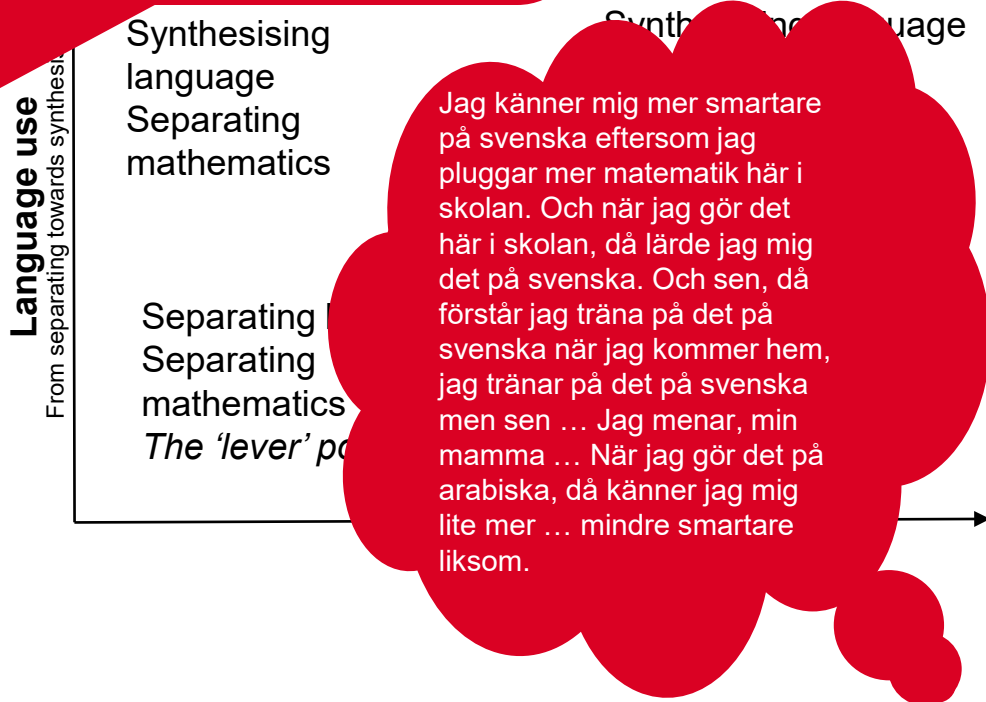 Synthesising
language
Separating
mathematics
uage
Language use
From separating towards
Jag känner mig mer smartare
på svenska eftersom jag
pluggar mer matematik här i
skolan. Och när jag gör det
här i skolan, då lärde jag mig
det på svenska. Och sen, då
förstår jag träna på det på
svenska när jag kommer hem,
jag tränar på det på svenska
men sen … Jag menar, min
mamma … När jag gör det på
arabiska, då känner jag mig
lite mer … mindre smartare
liksom.
Separating
Separating
mathematics
The ‘lever’